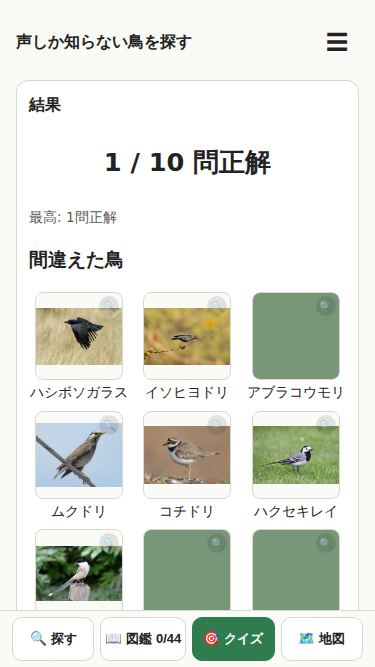 声しか知らない鳥を探す
結果
1 / 10 問正解
最高: 1問正解
間違えた鳥
ハシボソガラス イソヒヨドリ アブラコウモリ
ムクドリ コチドリ ハクセキレイ
探す 図鑑 0/44 クイズ 地図